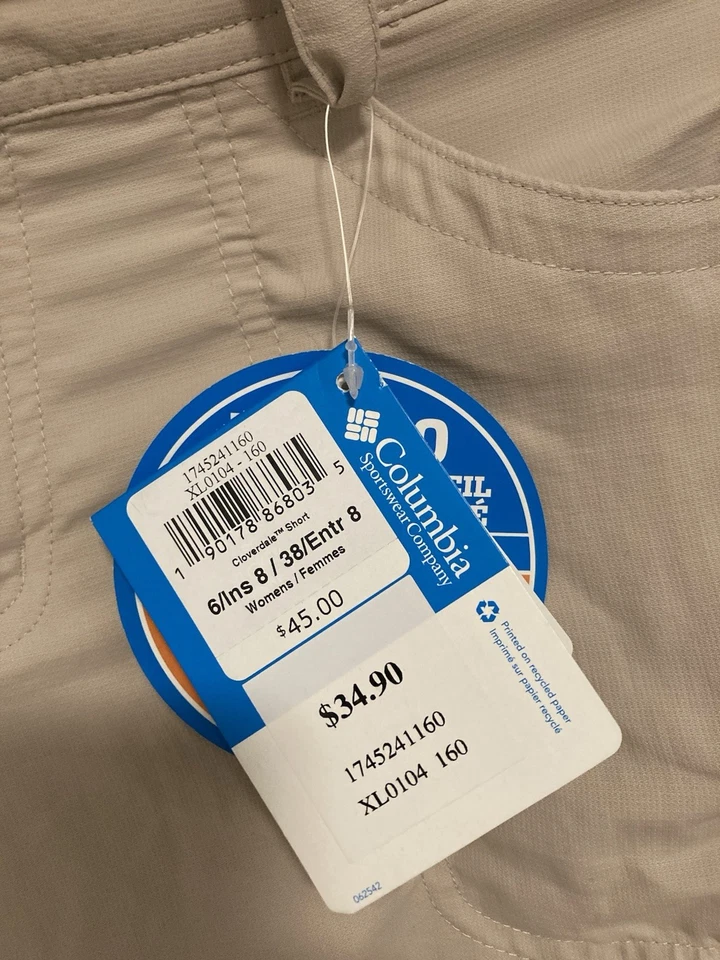 1745241160
XL0104 - 160
1 90178 86803 5
Cloverdale™ Short
6/Ins 8 / 38/Entr 8
Womens / Femmes
$45.00
Columbia
Sportswear Company
$34.90
1745241160
XL0104 160
Printed on recycled paper
Imprimé sur papier recyclé
062542